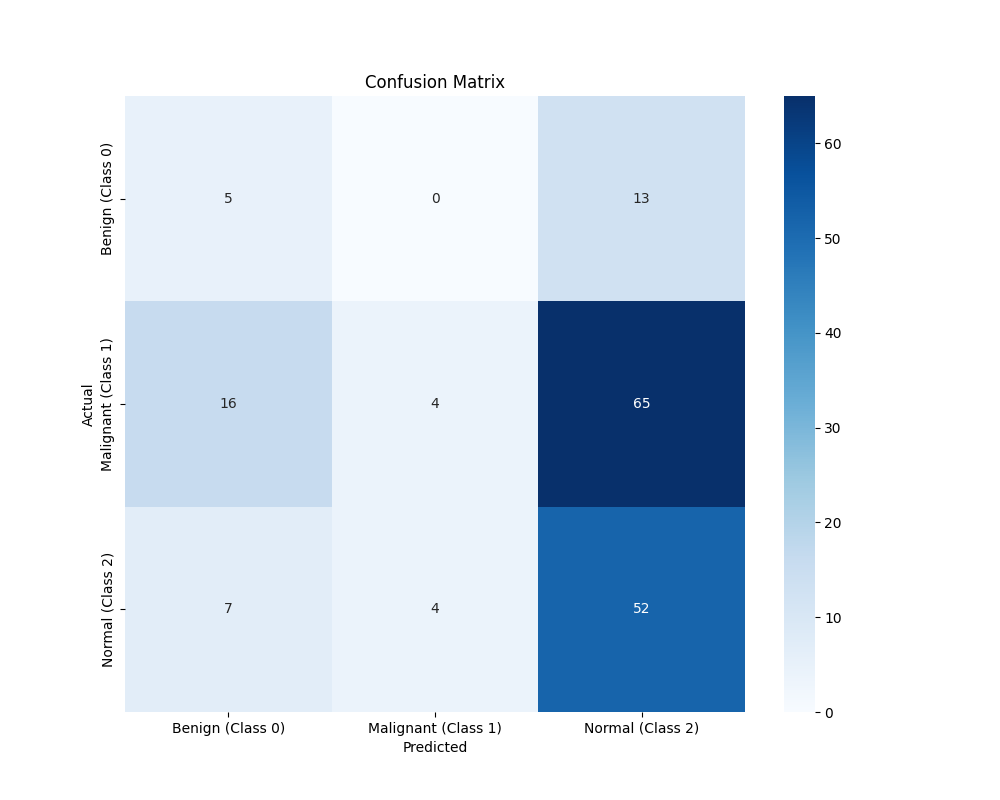 Confusion Matrix
Benign (Class 0)
5
0
13
60
50
Actual
Malignant (Class 1)
16
4
65
40
30
20
Normal (Class 2)
7
4
52
10
0
Benign (Class 0)
Malignant (Class 1)
Normal (Class 2)
Predicted